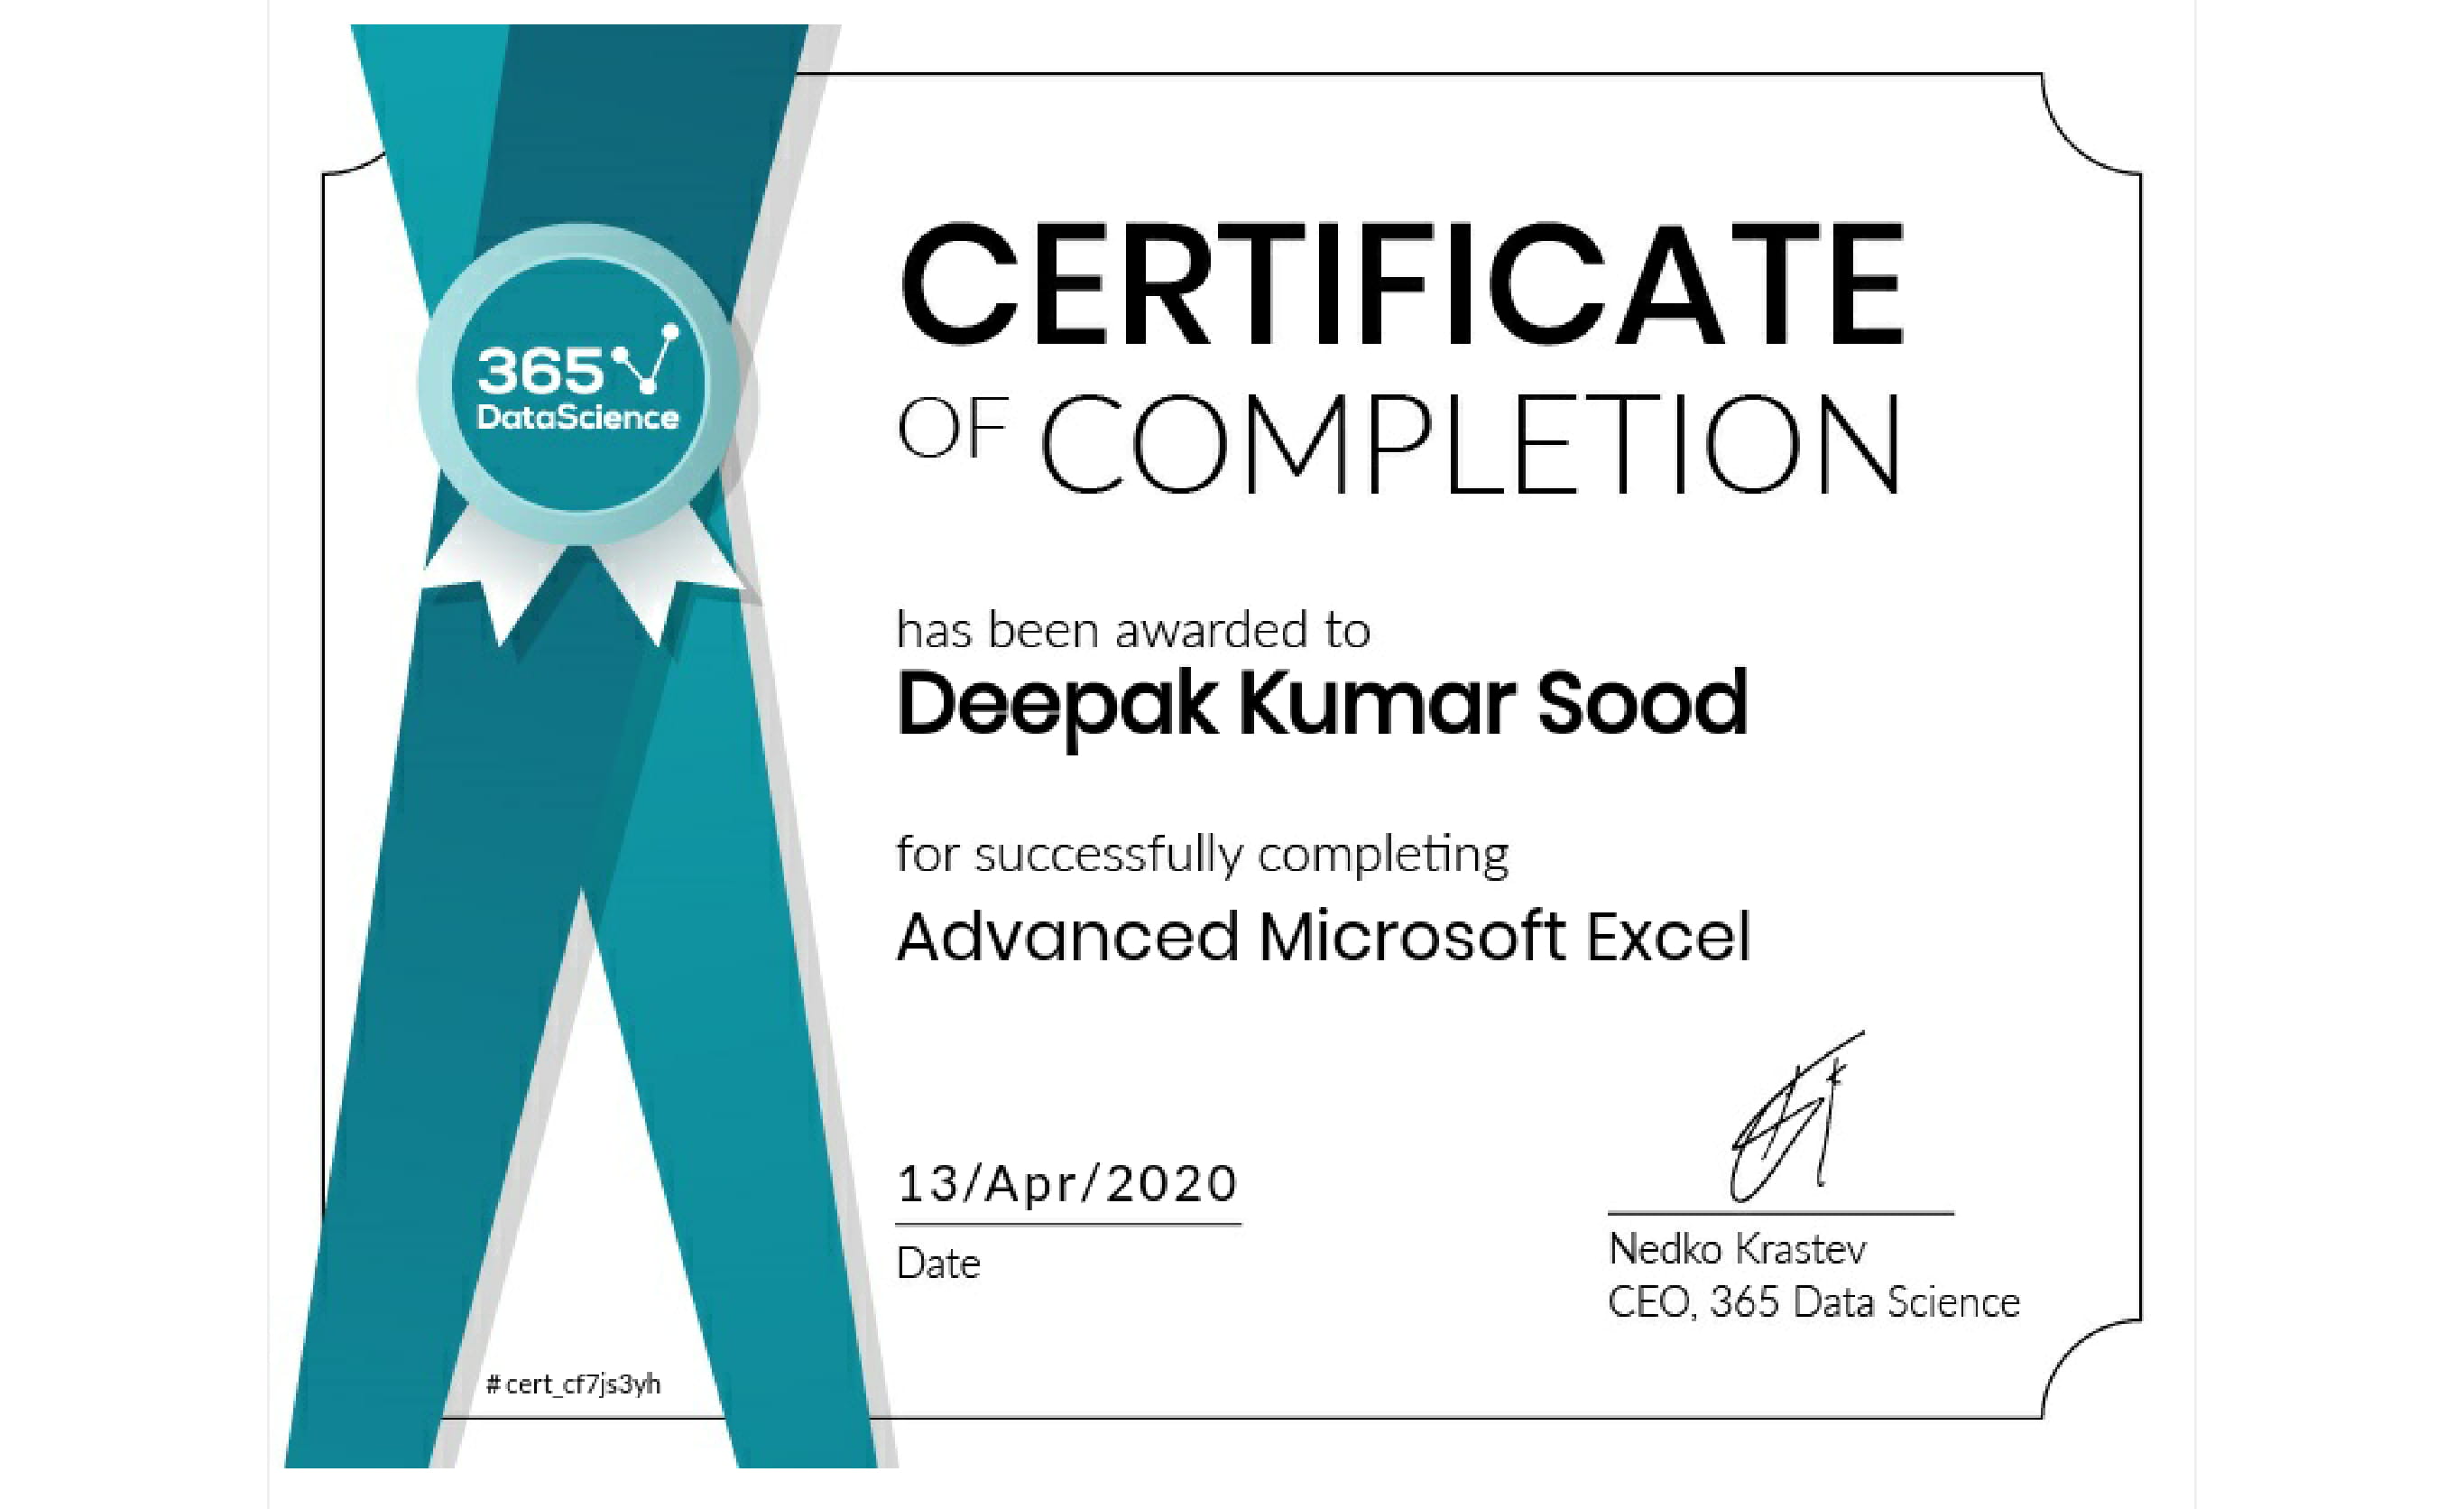 365
DataScience
CERTIFICATE
OF COMPLETION
has been awarded to
Deepak Kumar Sood
for successfully completing
Advanced Microsoft Excel
13/Apr/2020
Date
Nedko Krastev
CEO, 365 Data Science
# cert_cf7js3yh